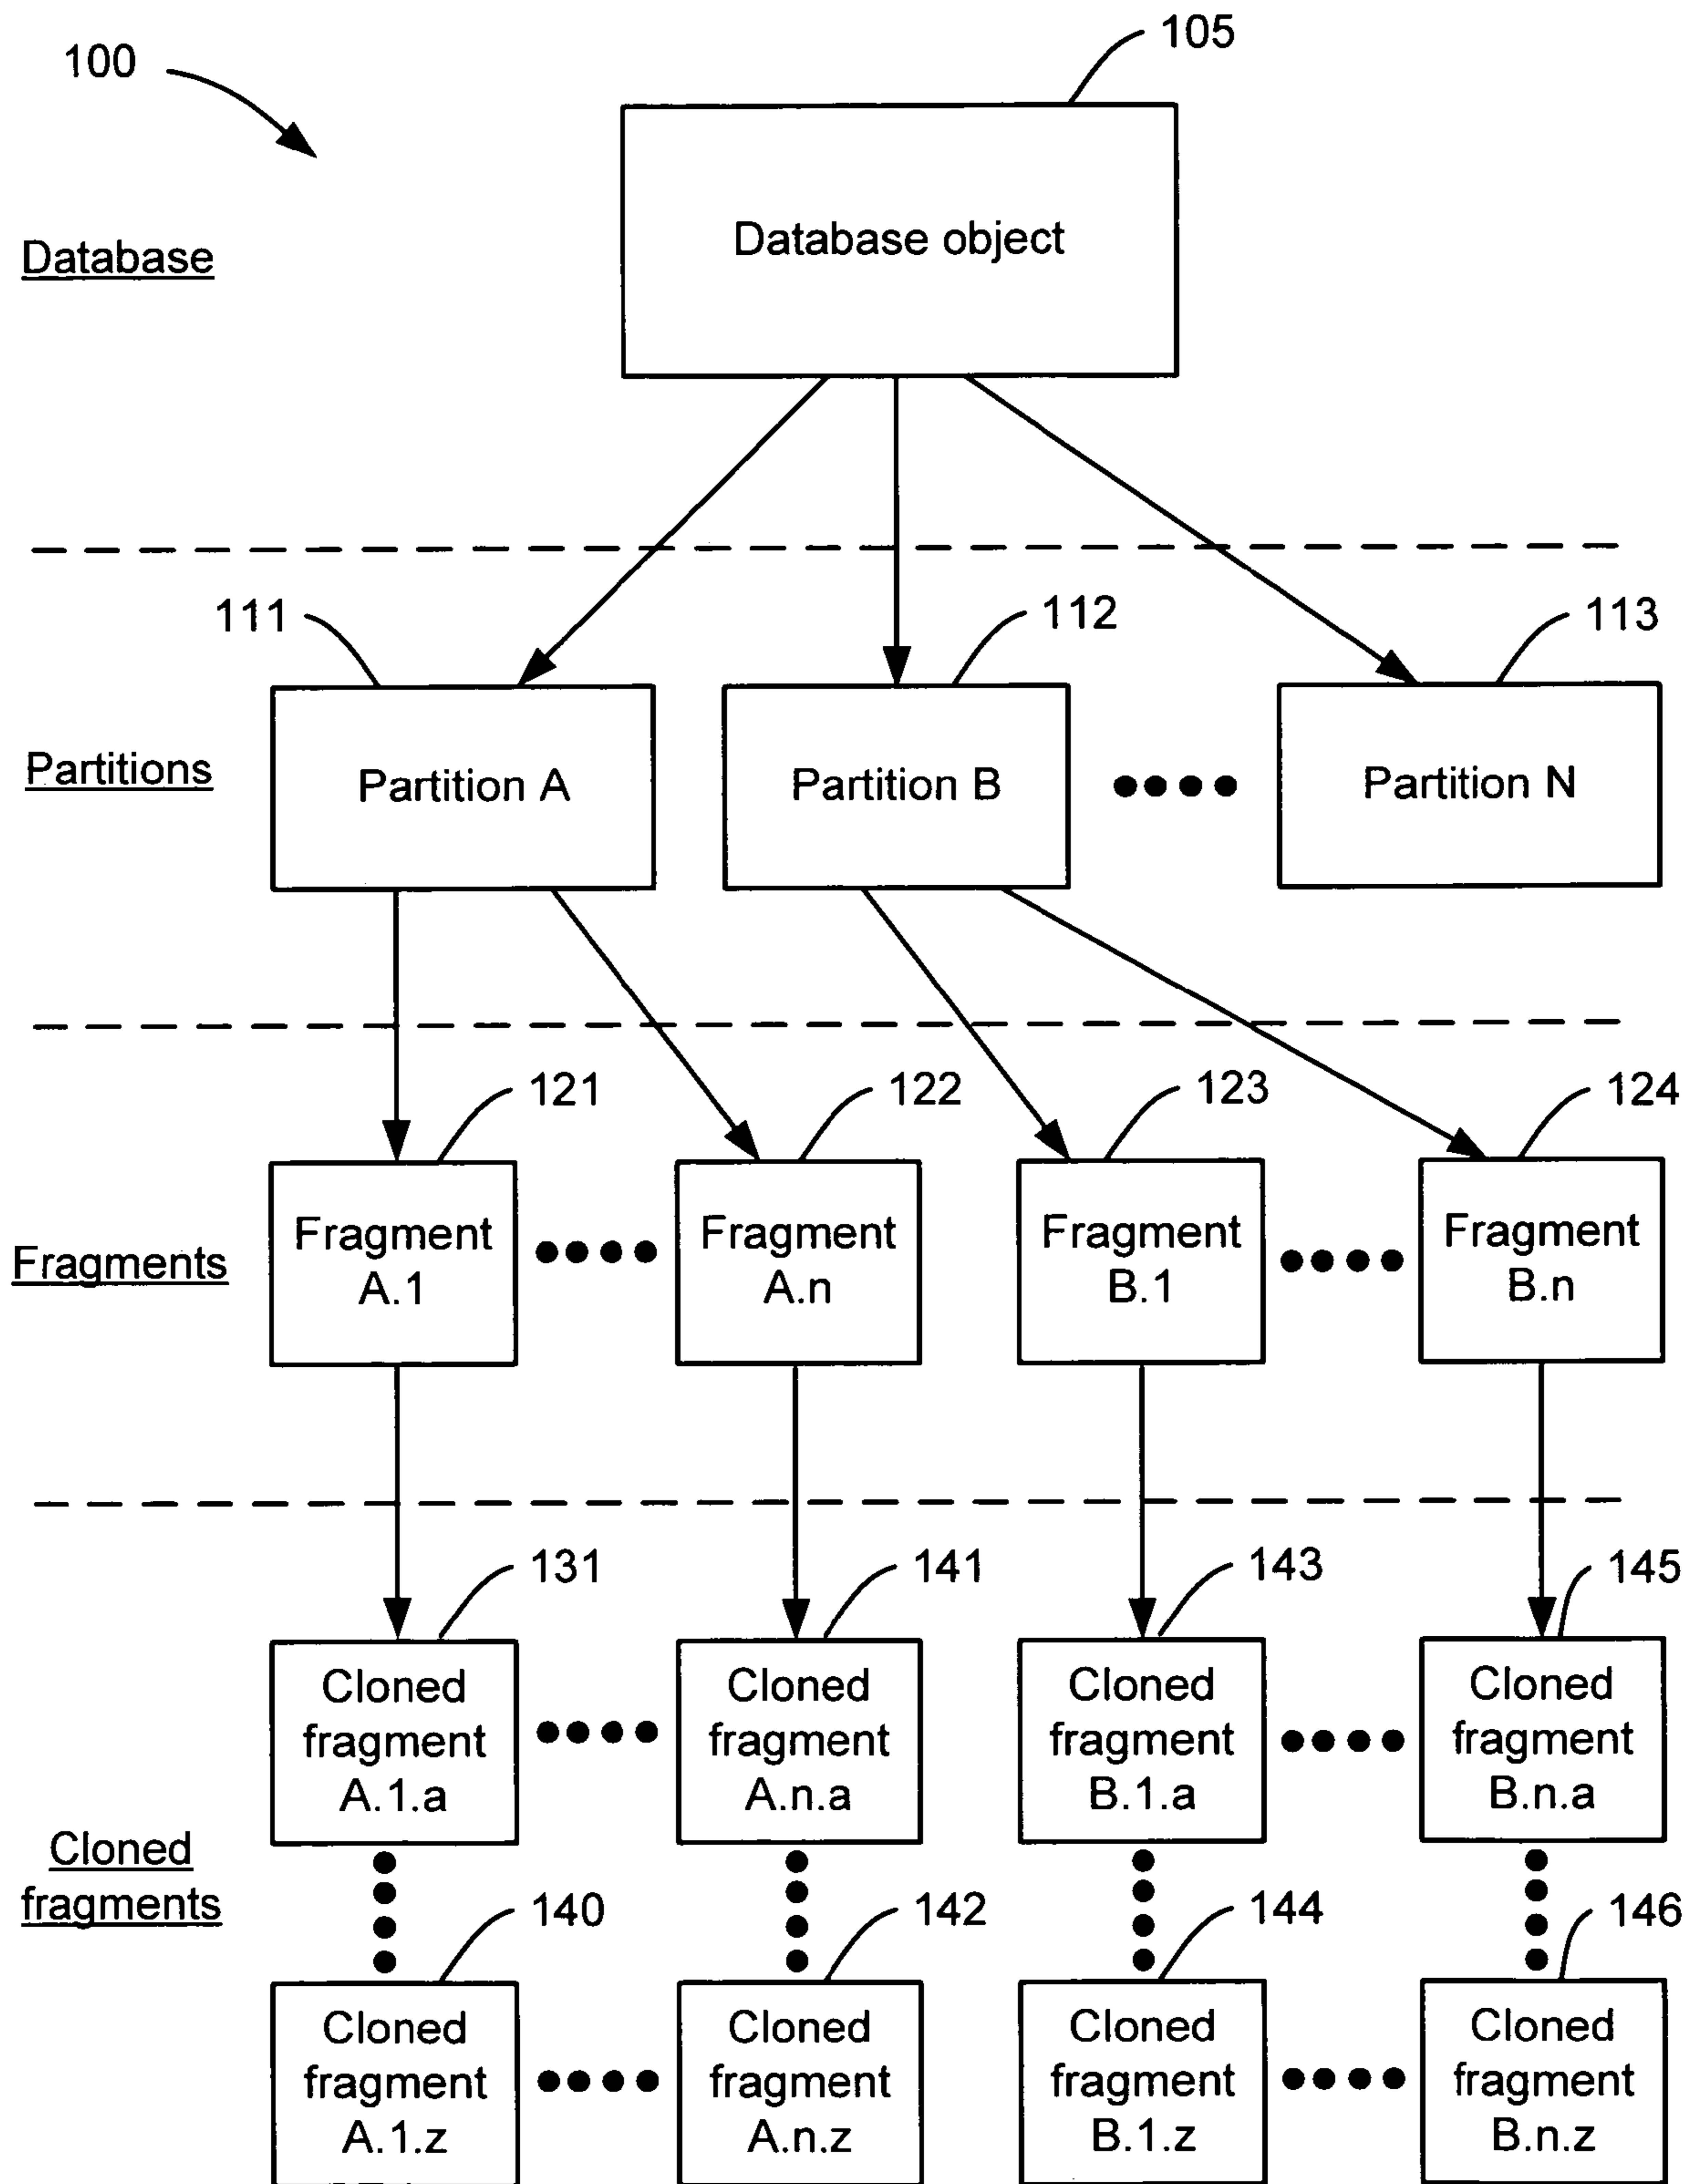 105
100
Database object
Database
111
112
113
Partitions
Partition A
Partition B
Partition N
121
122
123
124
Fragments
Fragment
A.1
Fragment
A.n
Fragment
B.1
Fragment
B.n
131
141
143
145
Cloned
fragment
A.1.a
Cloned
fragment
A.n.a
Cloned
fragment
B.1.a
Cloned
fragment
B.n.a
Cloned
fragments
140
142
144
146
Cloned
fragment
A.1.z
Cloned
fragment
A.n.z
Cloned
fragment
B.1.z
Cloned
fragment
B.n.z